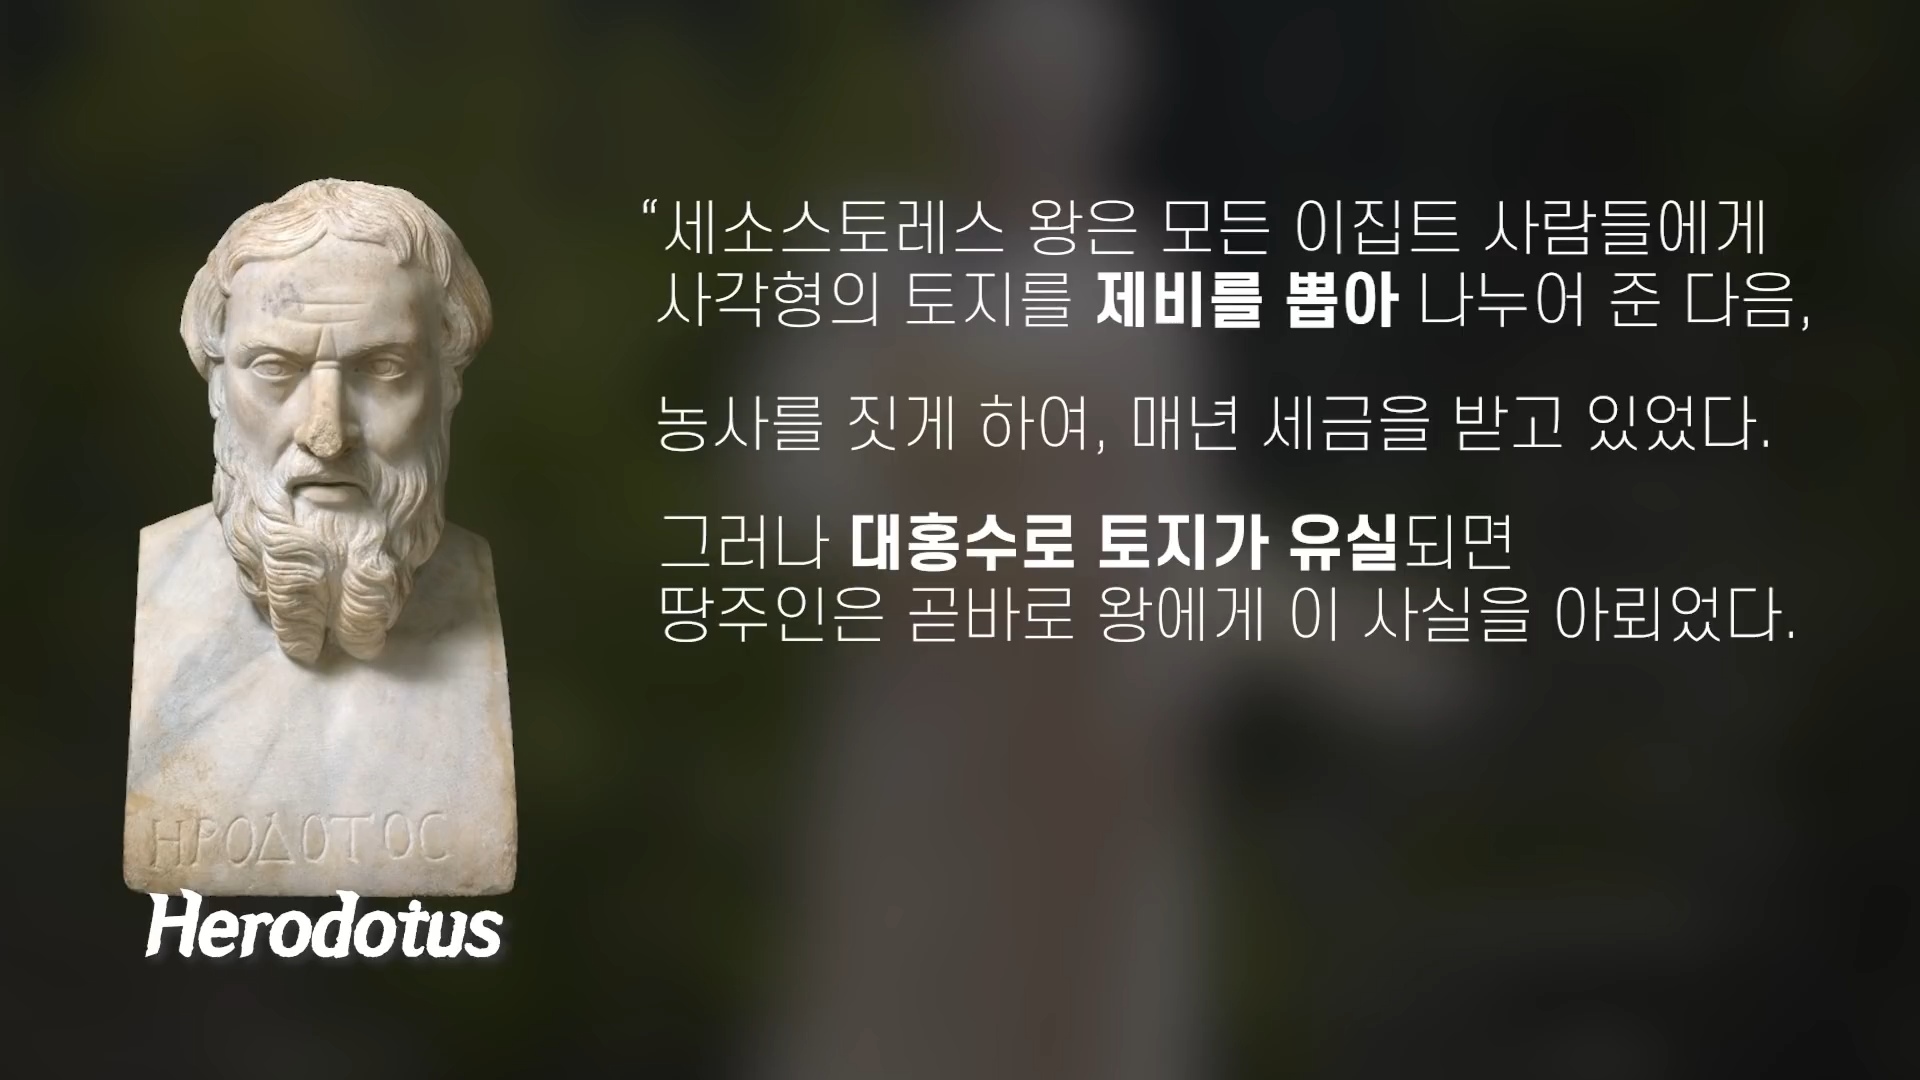 “세소스토레스 왕은 모든 이집트 사람들에게
사각형의 토지를 제비를 뽑아 나누어 준 다음,
농사를 짓게 하여, 매년 세금을 받고 있었다.
그러나 대홍수로 토지가 유실되면
땅주인은 곧바로 왕에게 이 사실을 아뢰었다.
ΗΡΟΔΟΤΟC
Herodotus